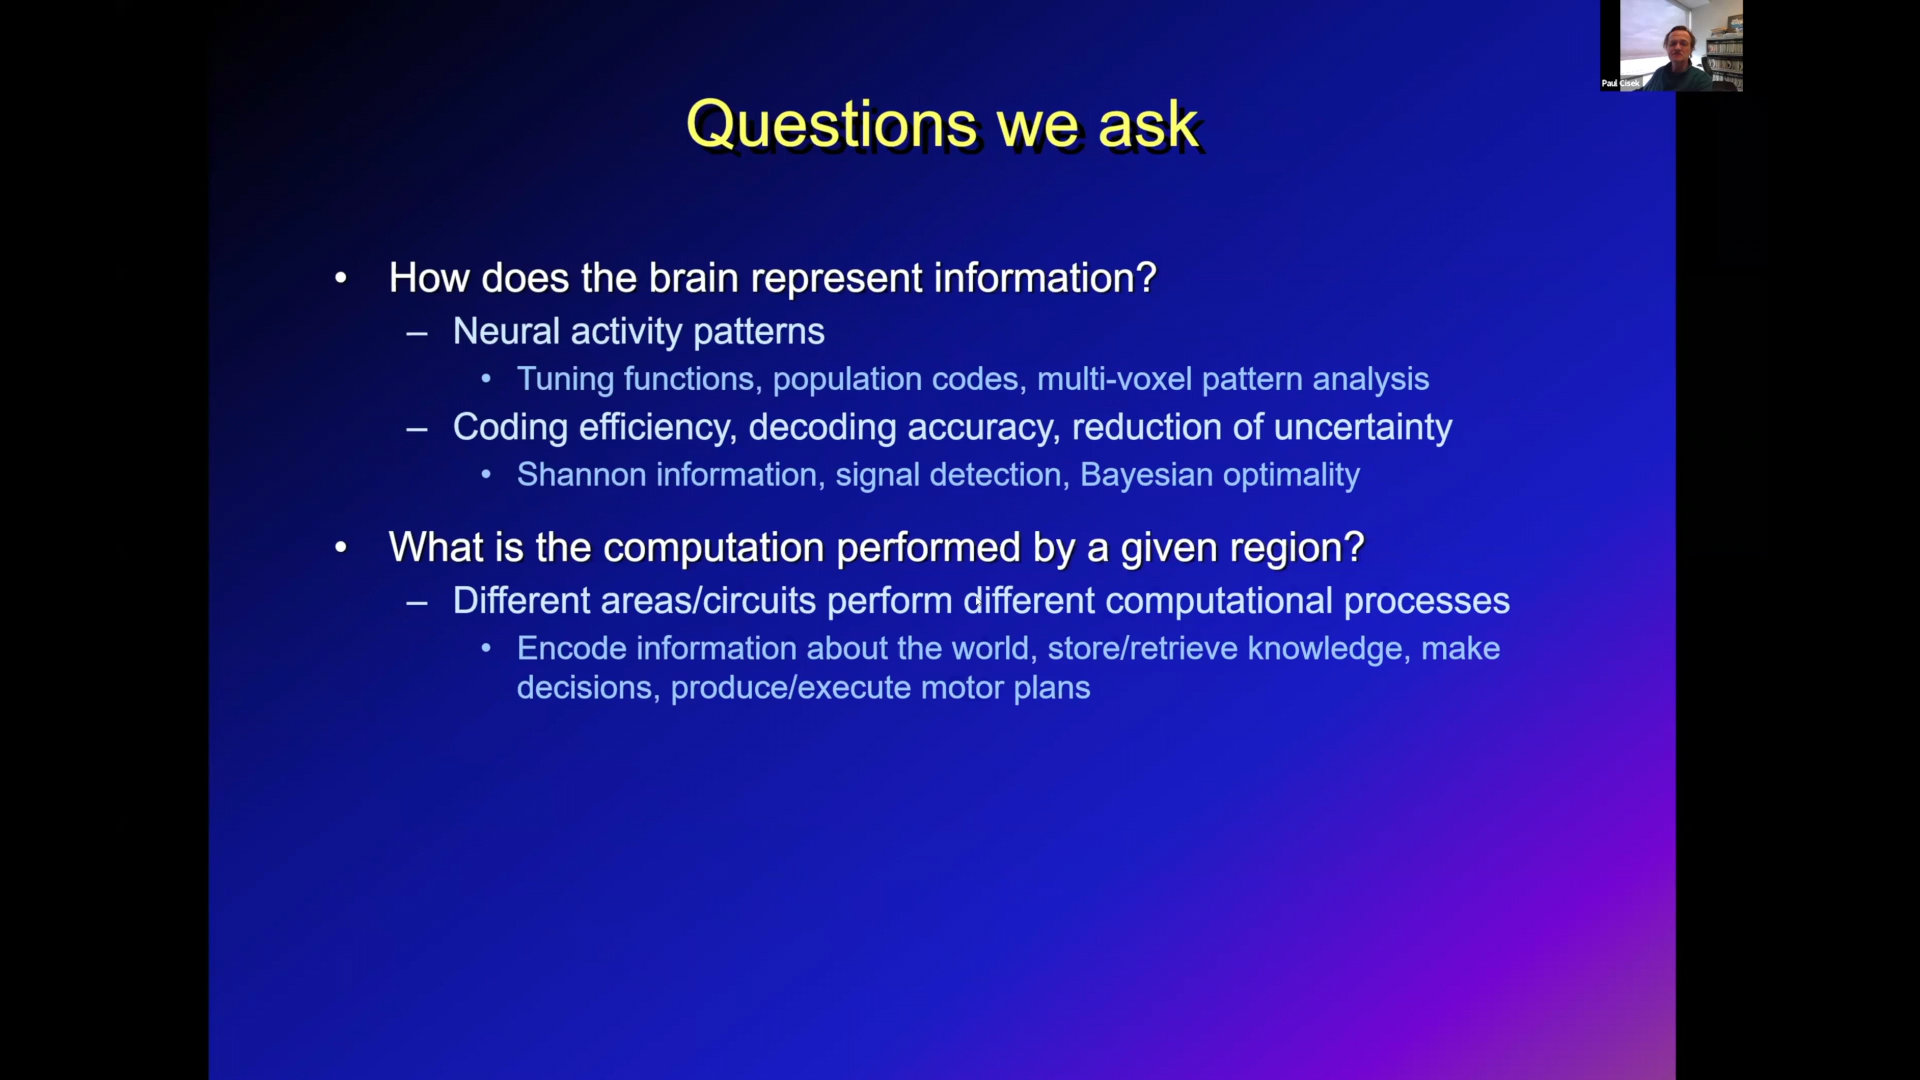 Paul Cisek
Questions we ask
• How does the brain represent information?
– Neural activity patterns
• Tuning functions, population codes, multi-voxel pattern analysis
– Coding efficiency, decoding accuracy, reduction of uncertainty
• Shannon information, signal detection, Bayesian optimality
• What is the computation performed by a given region?
– Different areas/circuits perform different computational processes
• Encode information about the world, store/retrieve knowledge, make
decisions, produce/execute motor plans